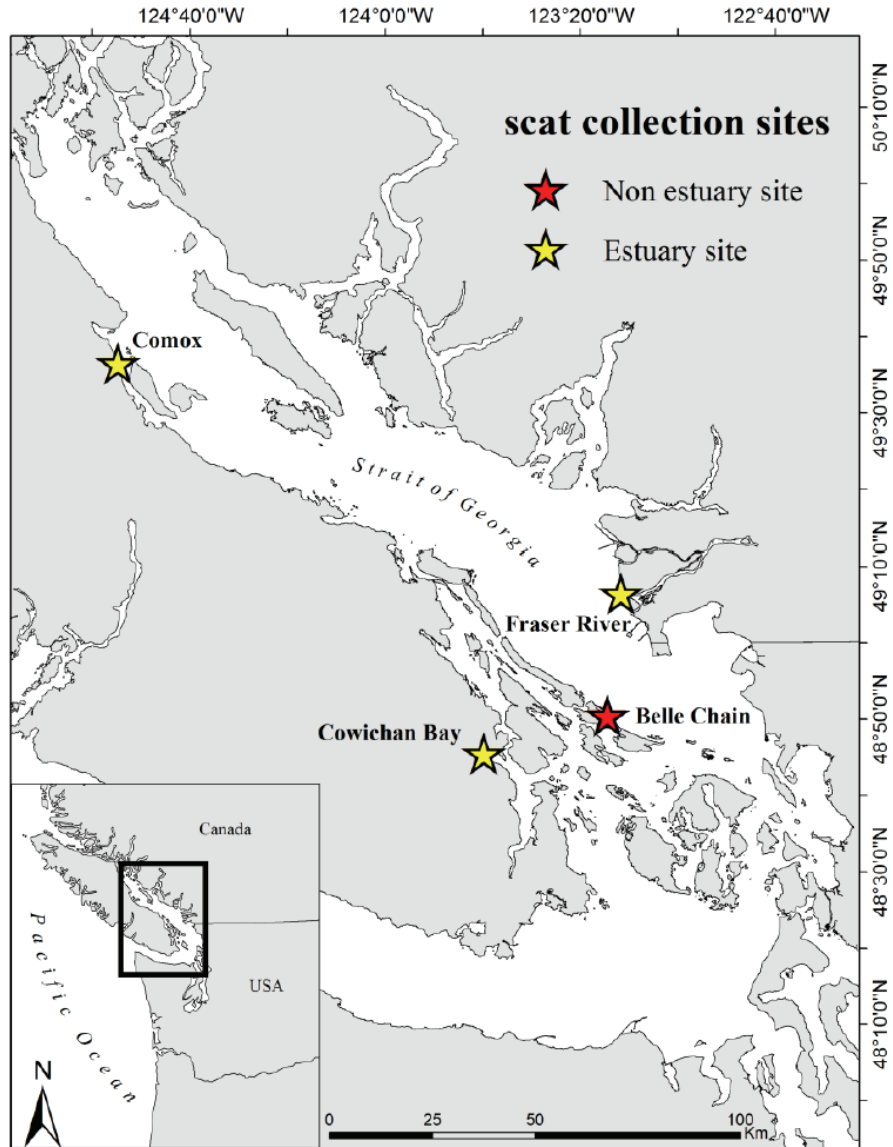 124°40'0"W 124°0'0"W 123°20'0"W 122°40'0"W
50°10'0"N
49°50'0"N
49°30'0"N
49°10'0"N
48°50'0"N
48°30'0"N
48°10'0"N
scat collection sites
Non estuary site
Estuary site
Comox
Strait of Georgia
Fraser River
Belle Chain
Cowichan Bay
Canada
USA
Pacific Ocean
N
0 25 50 100
Km